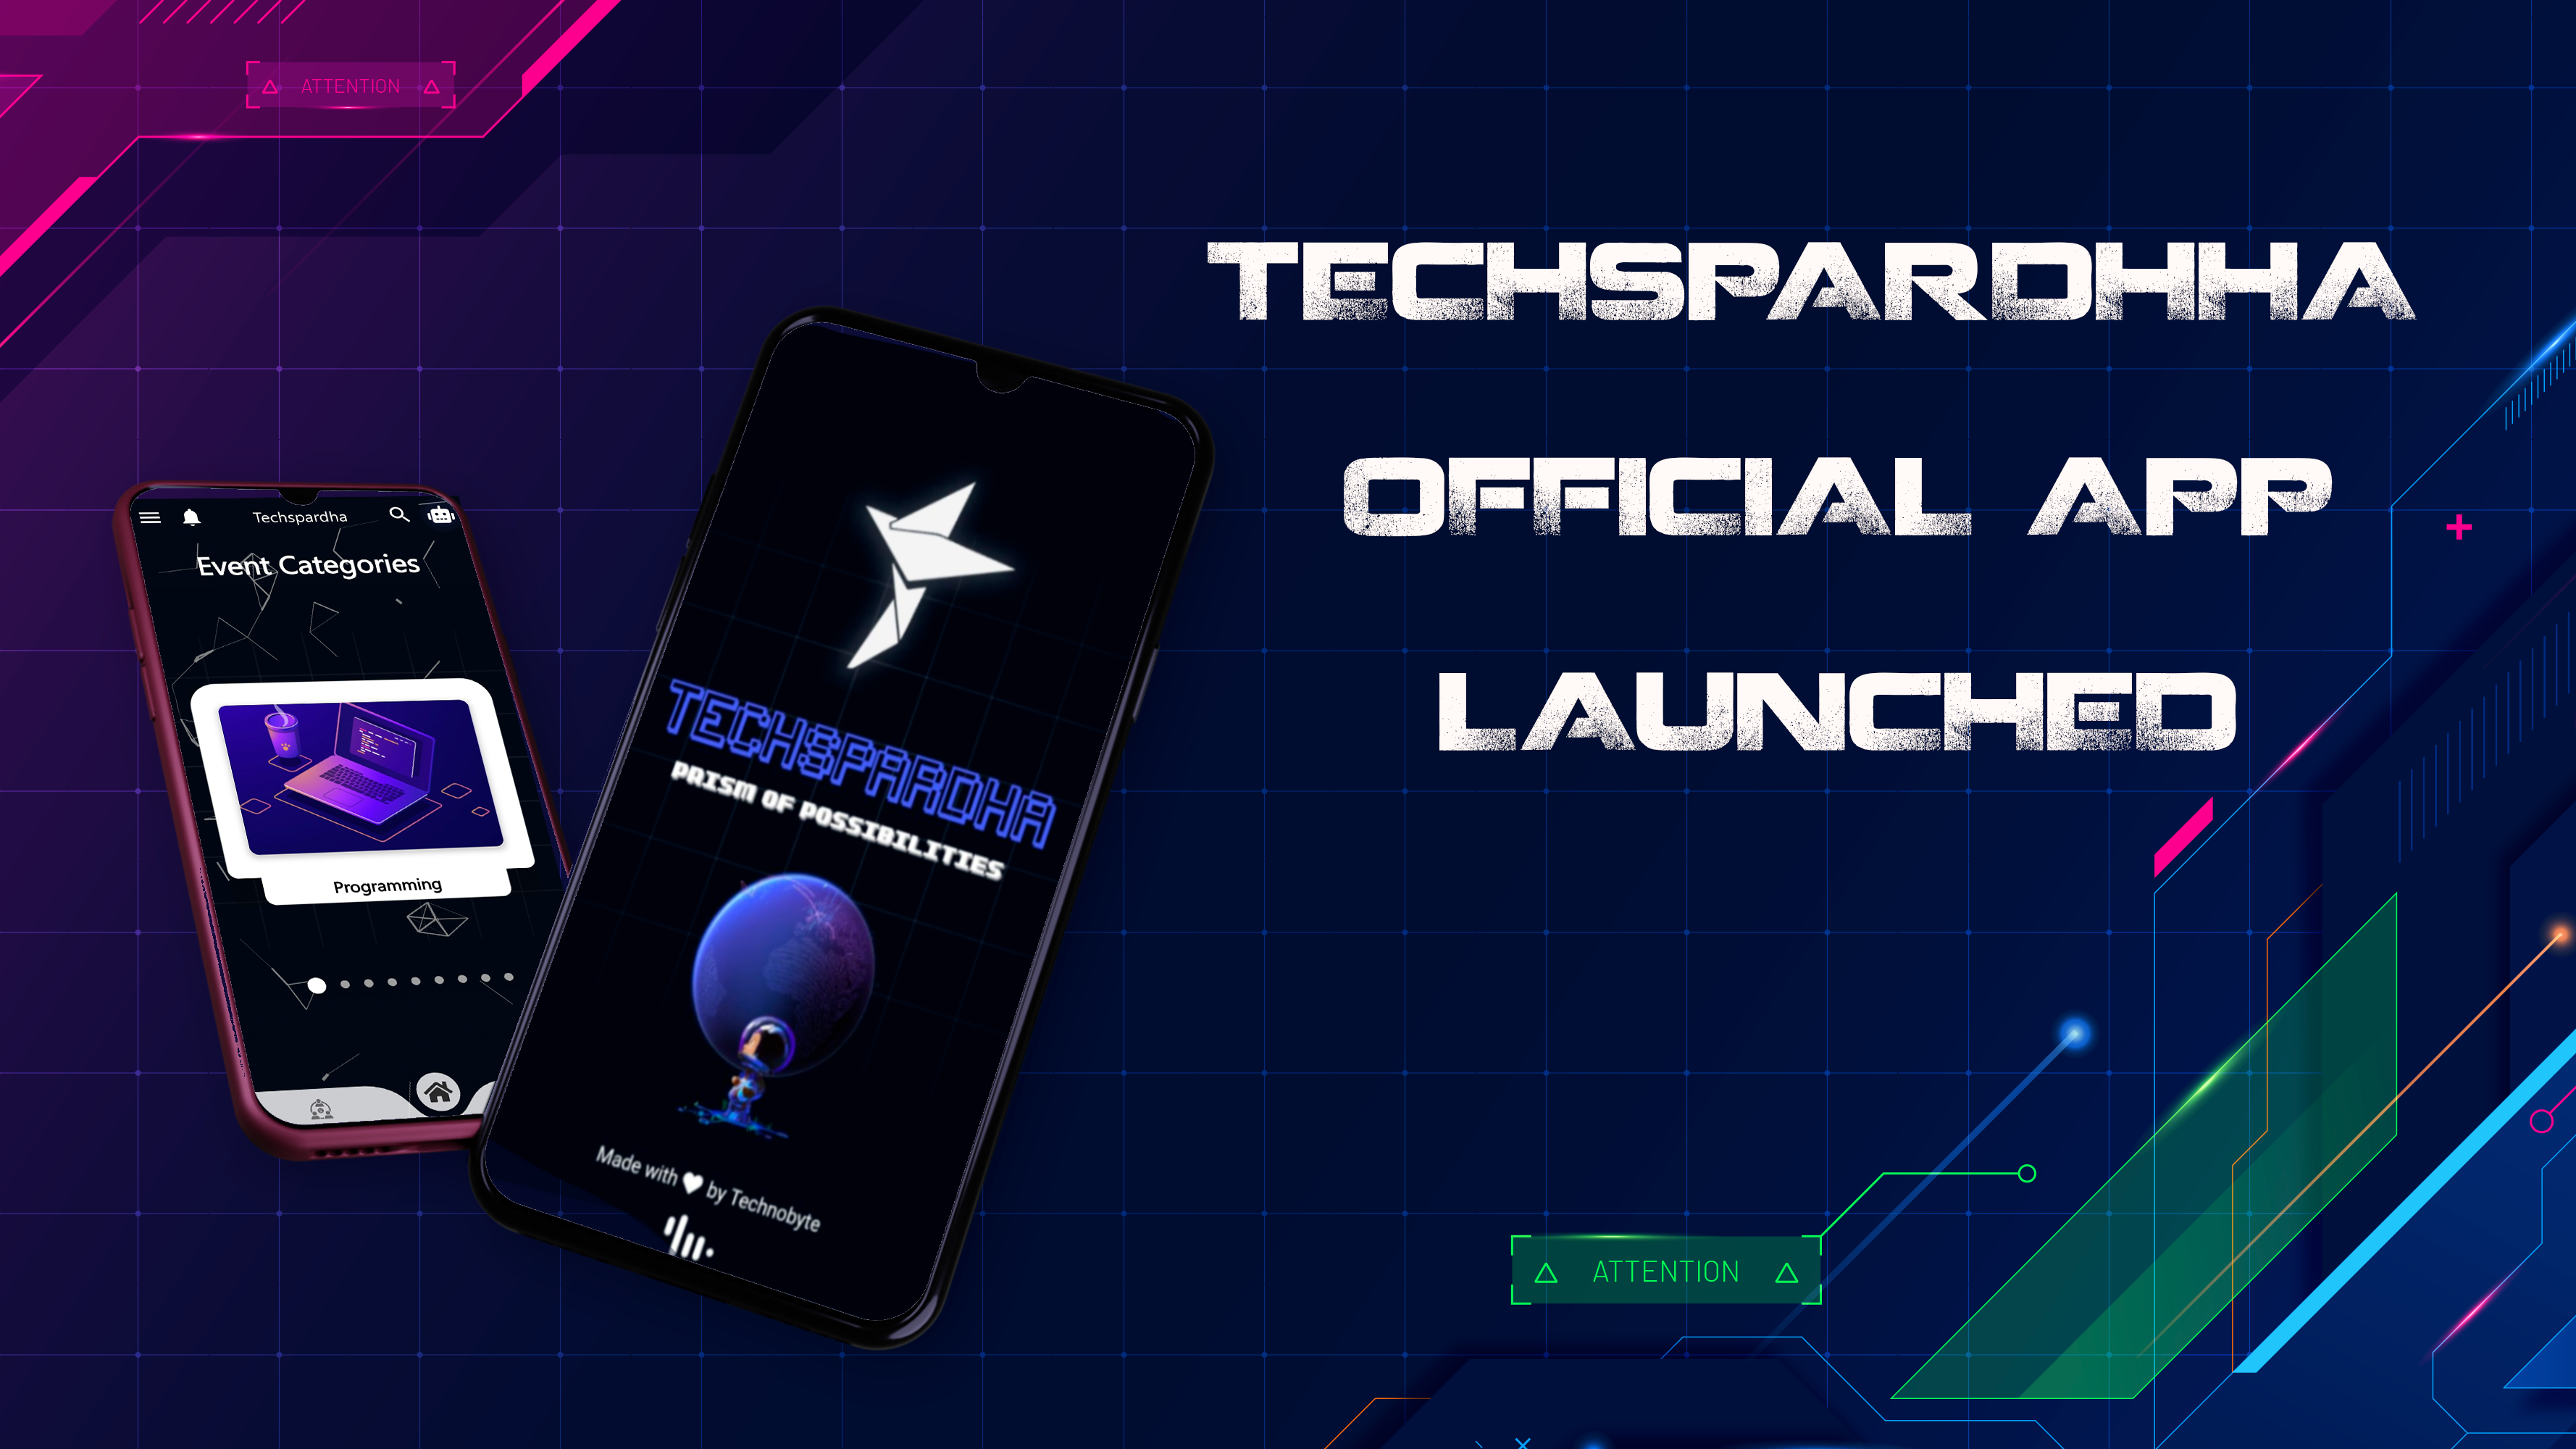 ATTENTION
TECHSPARDHHA
OFFICIAL APP
LAUNCHED
Techspardha
Event Categories
Programming
TECHSPARDHA
PRISM OF POSSIBILITIES
Made with by Technobyte
ATTENTION